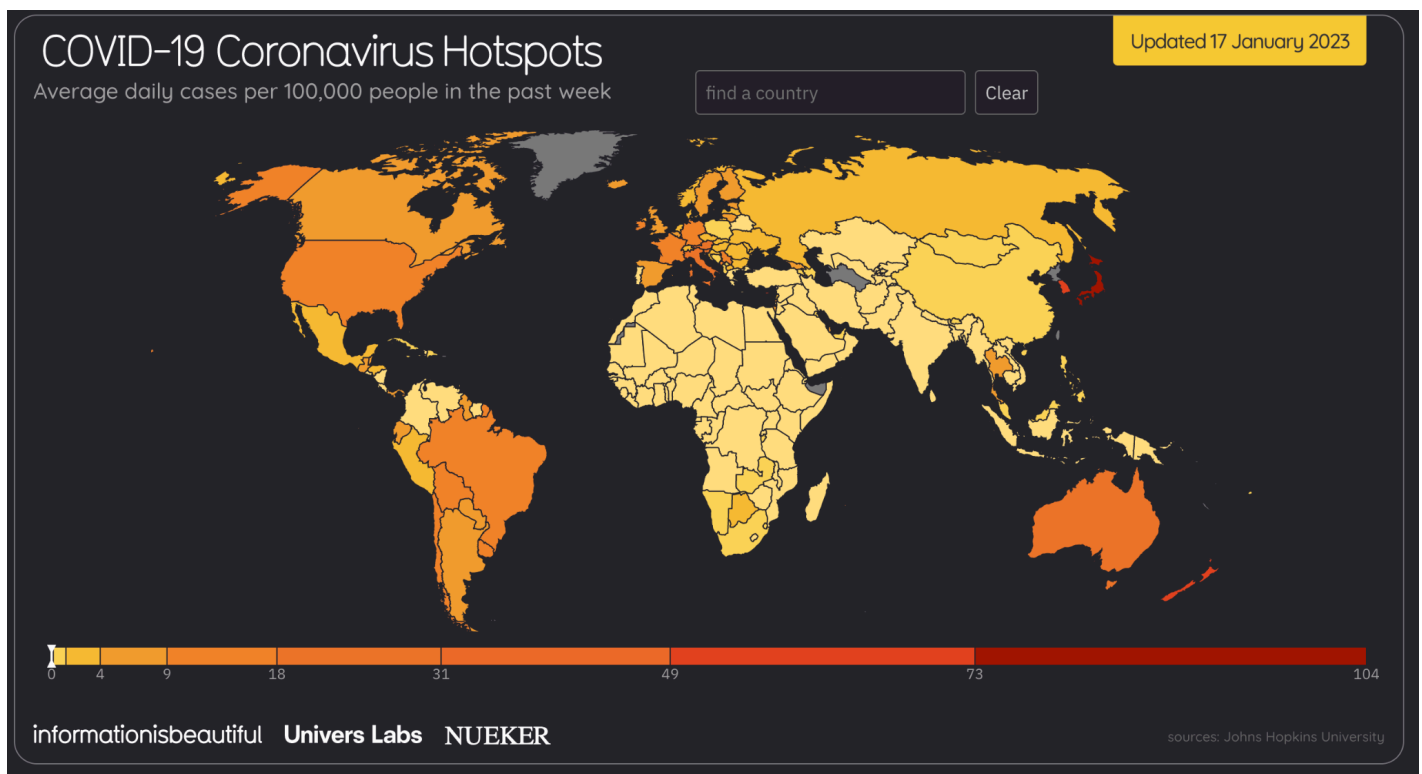 COVID-19 Coronavirus Hotspots
Updated 17 January 2023
Average daily cases per 100,000 people in the past week
find a country
Clear
0 4 9 18 31 49 73 104
informationisbeautiful Univers Labs NUEKER
sources: Johns Hopkins University